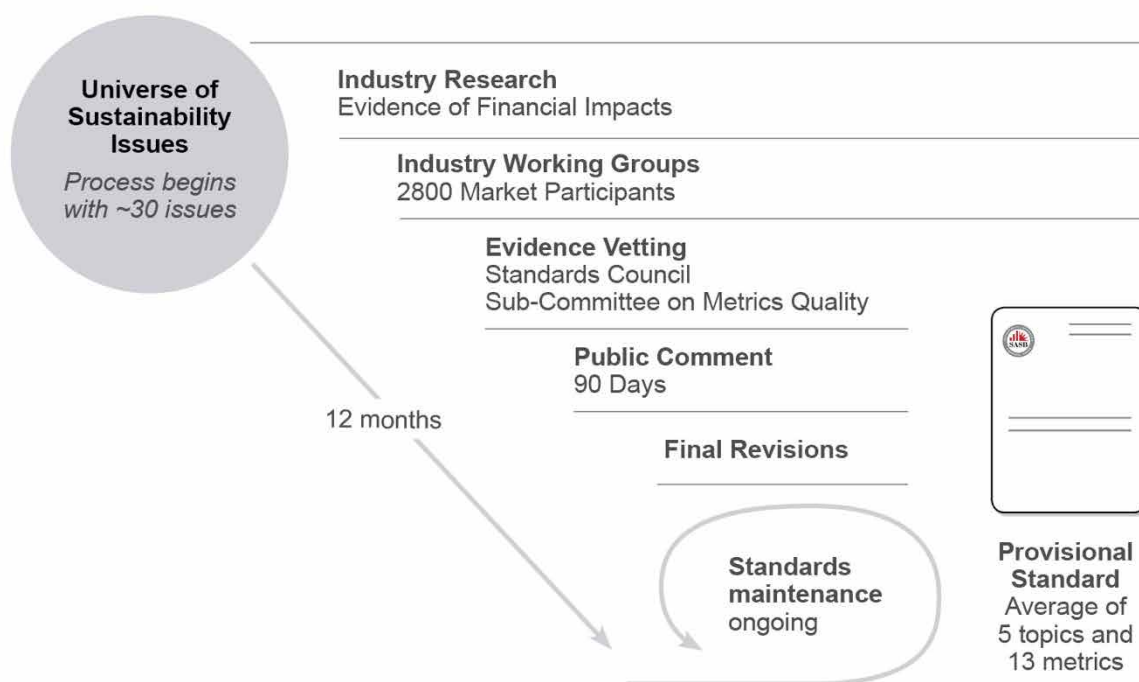 Universe of
Sustainability
Issues
Process begins
with ~30 issues
Industry Research
Evidence of Financial Impacts
Industry Working Groups
2800 Market Participants
Evidence Vetting
Standards Council
Sub-Committee on Metrics Quality
Public Comment
90 Days
12 months
Final Revisions
Standards
maintenance
ongoing
SASB
Provisional
Standard
Average of
5 topics and
13 metrics